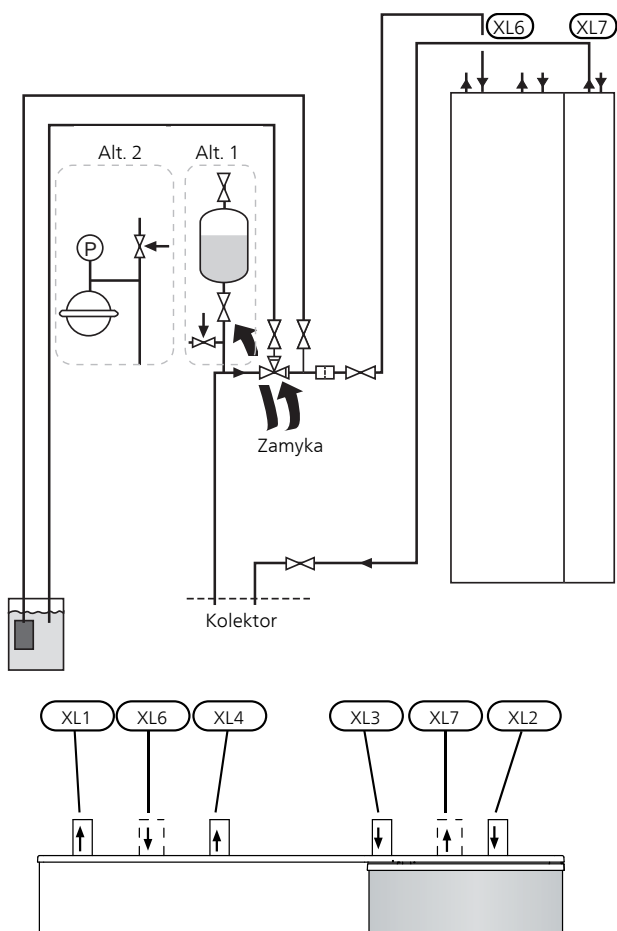 XL6 XL7
Alt. 2 Alt. 1
P
Zamyka
Kolektor
XL1 XL6 XL4 XL3 XL7 XL2